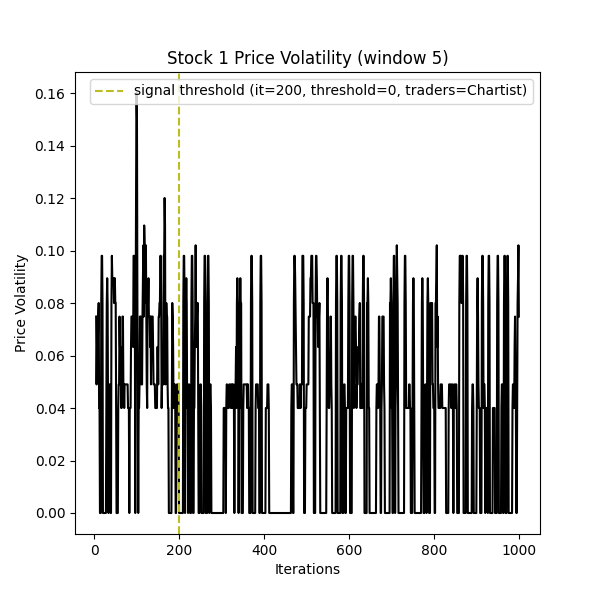 Stock 1 Price Volatility (window 5)
signal threshold (it=200, threshold=0, traders=Chartist)
0.16
0.14
0.12
0.10
0.08
0.06
0.04
0.02
0.00
Price Volatility
0 200 400 600 800 1000
Iterations